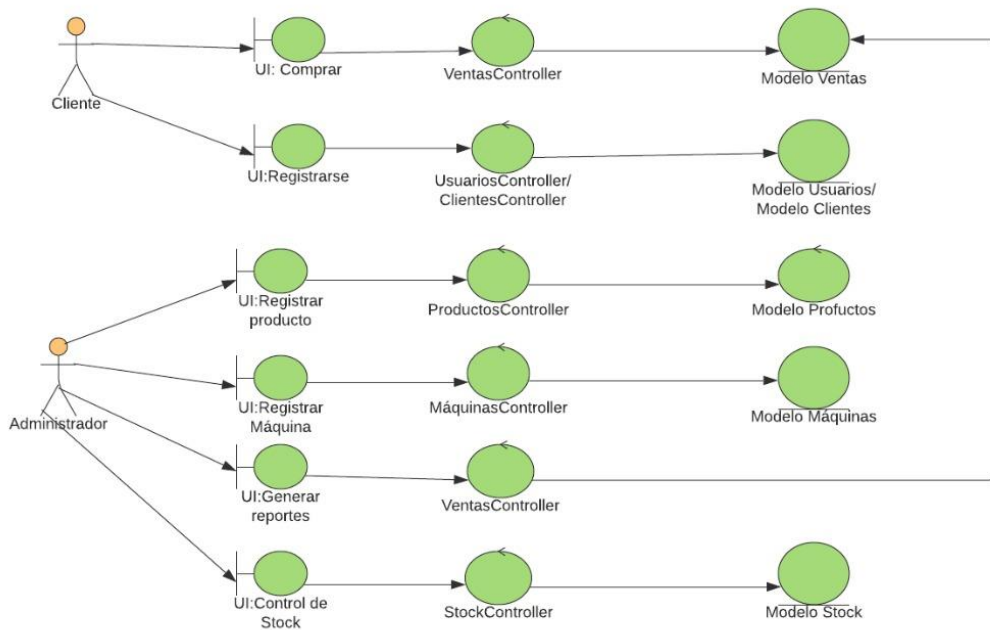 UI: Comprar
VentasController
Modelo Ventas
Cliente
UI:Registrarse
UsuariosController/
ClientesController
Modelo Usuarios/
Modelo Clientes
UI:Registrar
producto
ProductosController
Modelo Profuctos
Administrador
UI:Registrar
Máquina
MáquinasController
Modelo Máquinas
UI:Generar
reportes
VentasController
UI:Control de
Stock
StockController
Modelo Stock